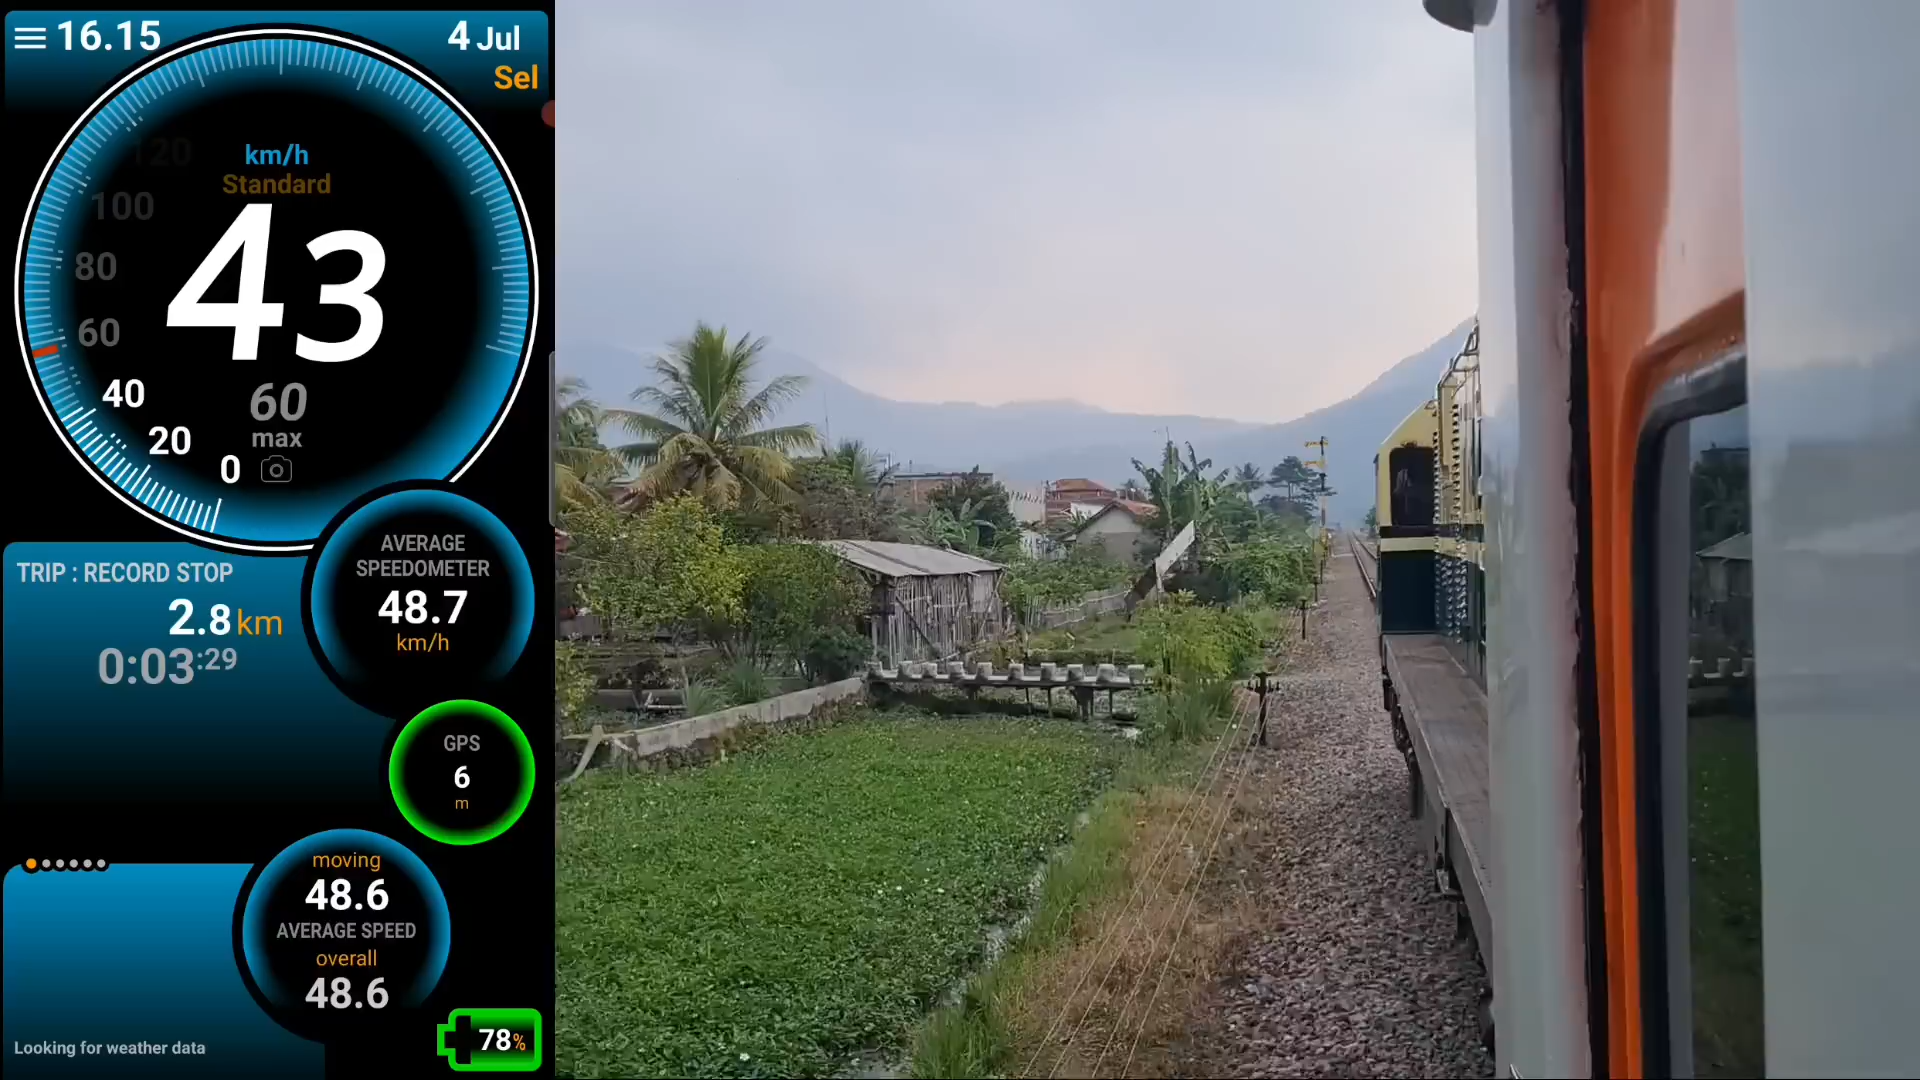 16.15
4 Jul
Sel
km/h
Standard
120
100
80
60
40
20
0
43
60
max
AVERAGE
SPEEDOMETER
48.7
km/h
TRIP : RECORD STOP
2.8 km
0:03:29
GPS
6
m
moving
48.6
AVERAGE SPEED
overall
48.6
Looking for weather data
78%